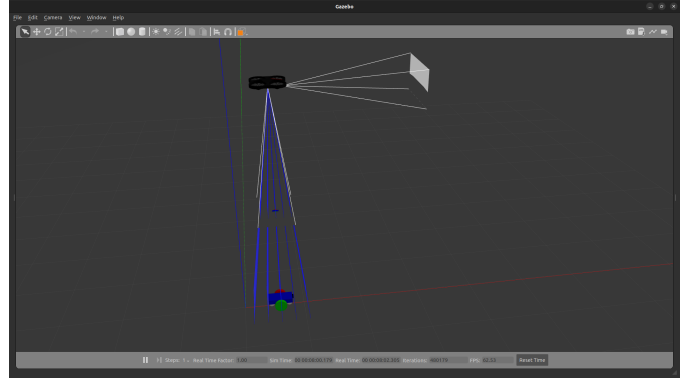 Gazebo
File Edit Camera View Window Help
Steps: 1 Real Time Factor: 1.00 Sim Time: Real Time: Iterations: FPS: 62.53 Reset Time